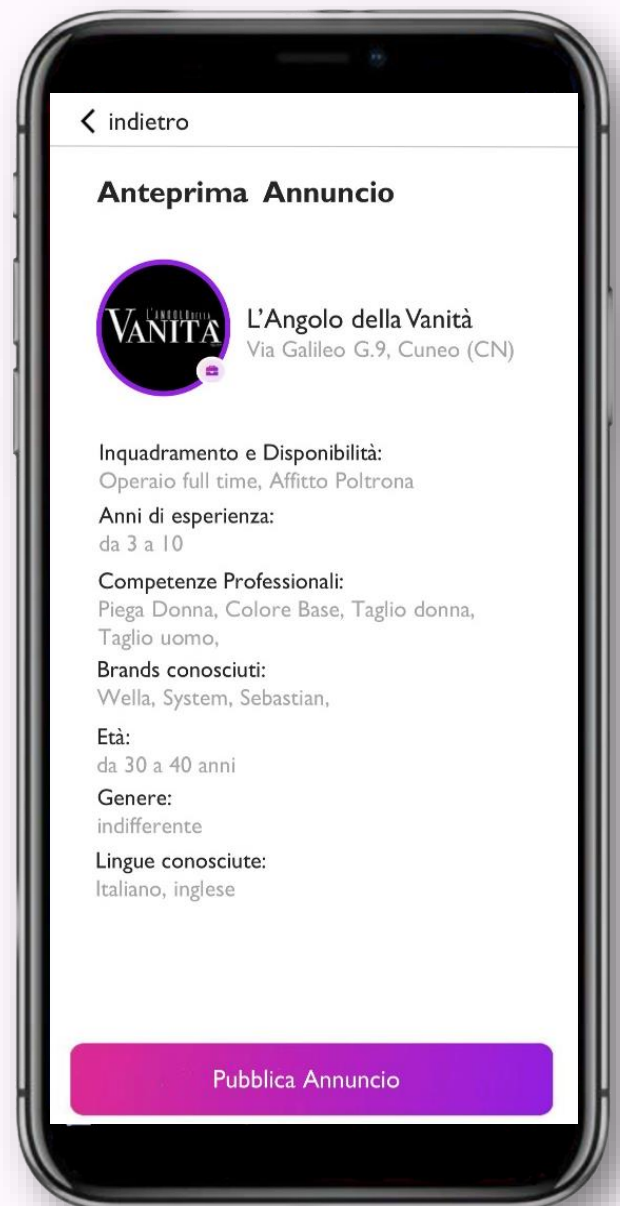 indietro
Anteprima Annuncio
L'ANGOLO DELLA
VANITÀ
L'Angolo della Vanità
Via Galileo G.9, Cuneo (CN)
Inquadramento e Disponibilità:
Operaio full time, Affitto Poltrona
Anni di esperienza:
da 3 a 10
Competenze Professionali:
Piega Donna, Colore Base, Taglio donna,
Taglio uomo,
Brands conosciuti:
Wella, System, Sebastian,
Età:
da 30 a 40 anni
Genere:
indifferente
Lingue conosciute:
Italiano, inglese
Pubblica Annuncio